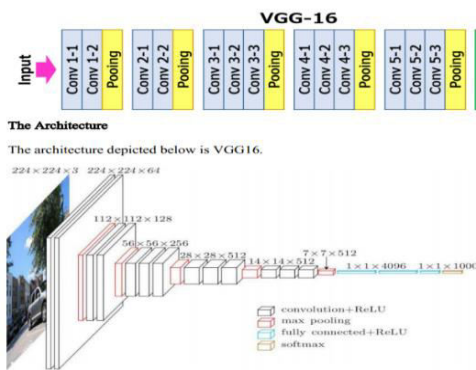 VGG-16
Input
Conv 1-1
Conv 1-2
Pooing
Conv 2-1
Conv 2-2
Pooing
Conv 3-1
Conv 3-2
Conv 3-3
Pooing
Conv 4-1
Conv 4-2
Conv 4-3
Pooing
Conv 5-1
Conv 5-2
Conv 5-3
Pooing
The Architecture
The architecture depicted below is VGG16.
224×224×3 224×224×64
112×112×128
56×56×256
28×28×512
14×14×512
7×7×512
1×1×4096 1×1×1000
convolution+ReLU
max pooling
fully connected+ReLU
softmax